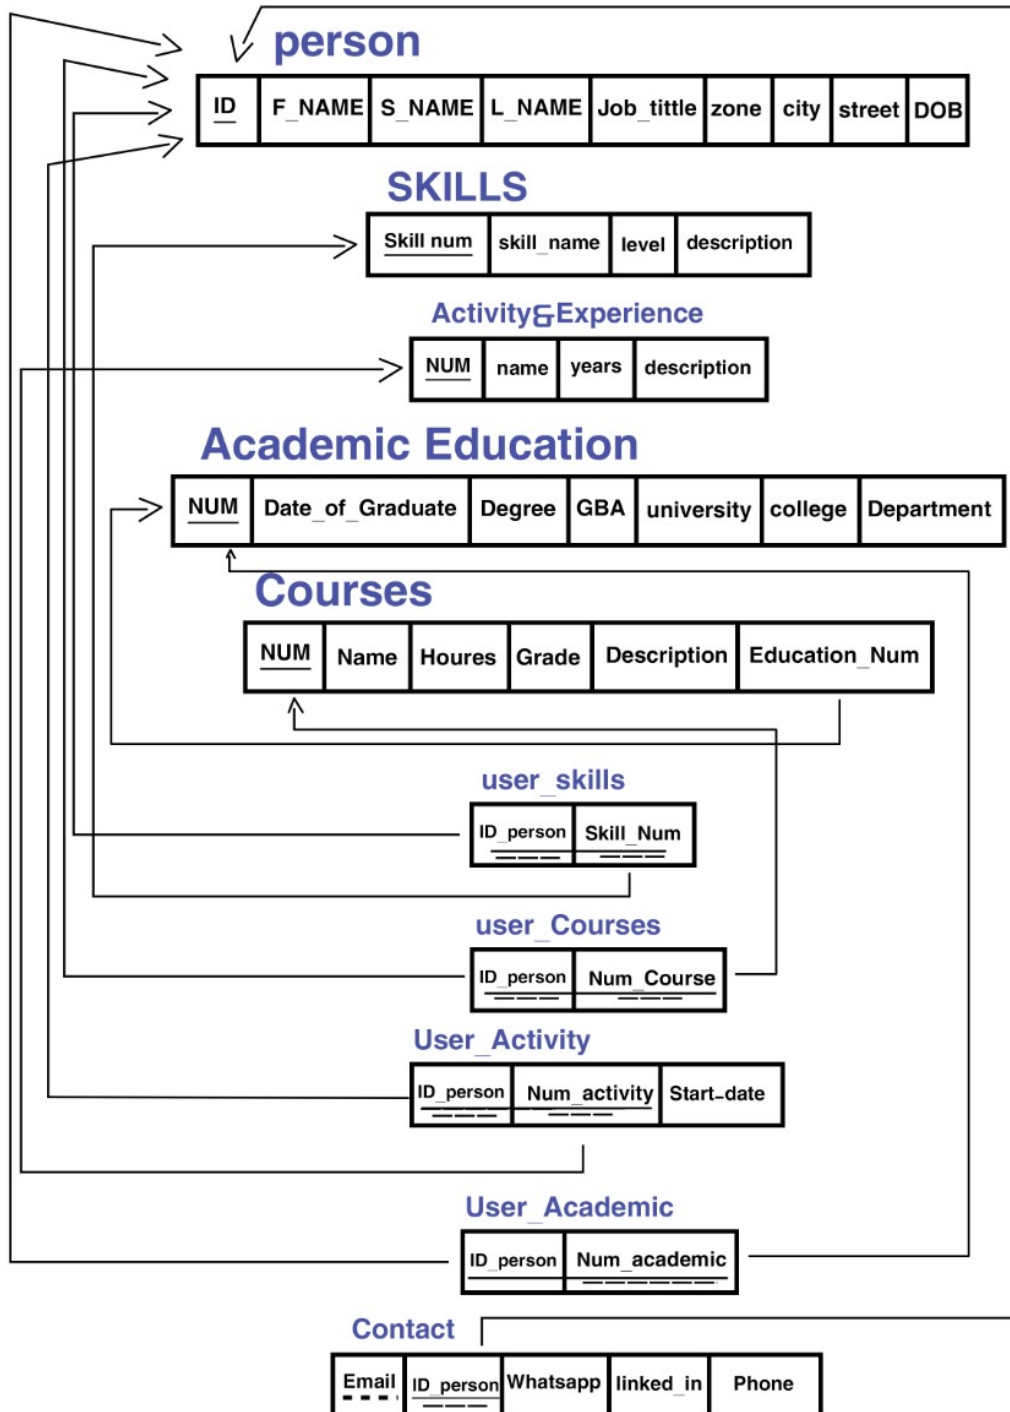 person
ID F_NAME S_NAME L_NAME Job_tittle zone city street DOB
SKILLS
Skill num skill_name level description
Activity&Experience
NUM name years description
Academic Education
NUM Date_of_Graduate Degree GBA university college Department
Courses
NUM Name Houres Grade Description Education_Num
user_skills
ID_person Skill_Num
user_Courses
ID_person Num_Course
User_Activity
ID_person Num_activity Start-date
User_Academic
ID_person Num_academic
Contact
Email ID_person Whatsapp linked_in Phone